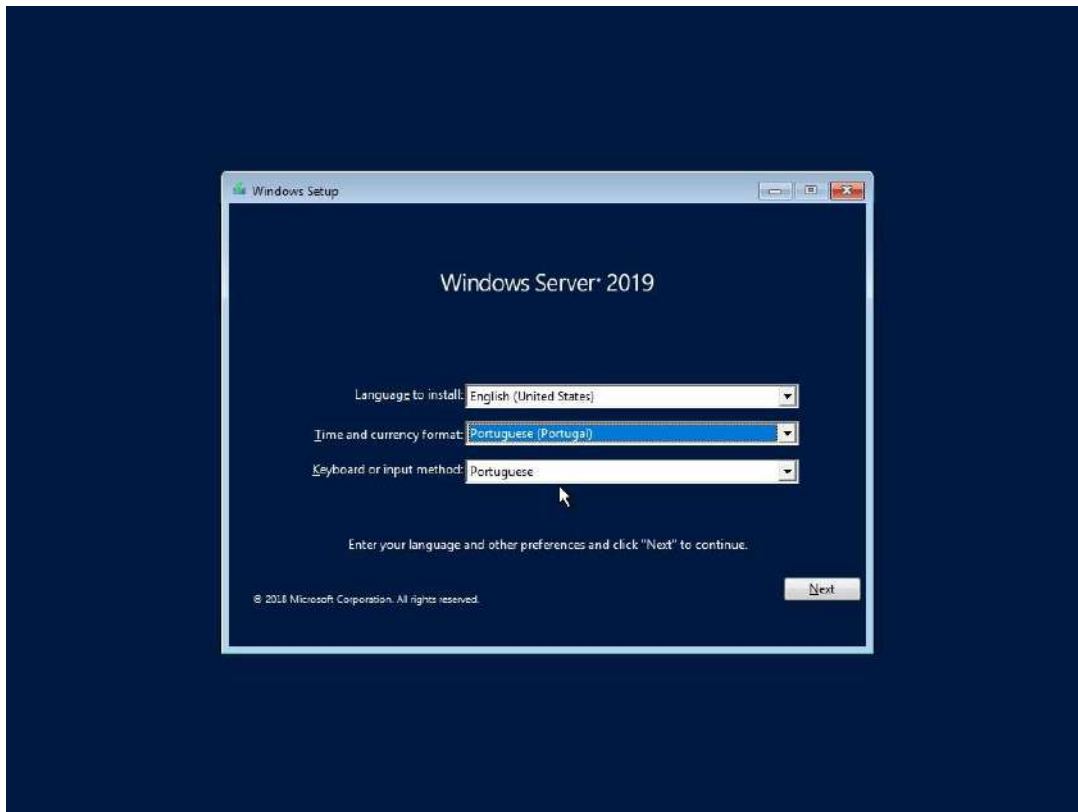 Windows Setup
Windows Server® 2019
Language to install: English (United States)
Time and currency format: Portuguese (Portugal)
Keyboard or input method: Portuguese
Enter your language and other preferences and click "Next" to continue.
Next
© 2018 Microsoft Corporation. All rights reserved.